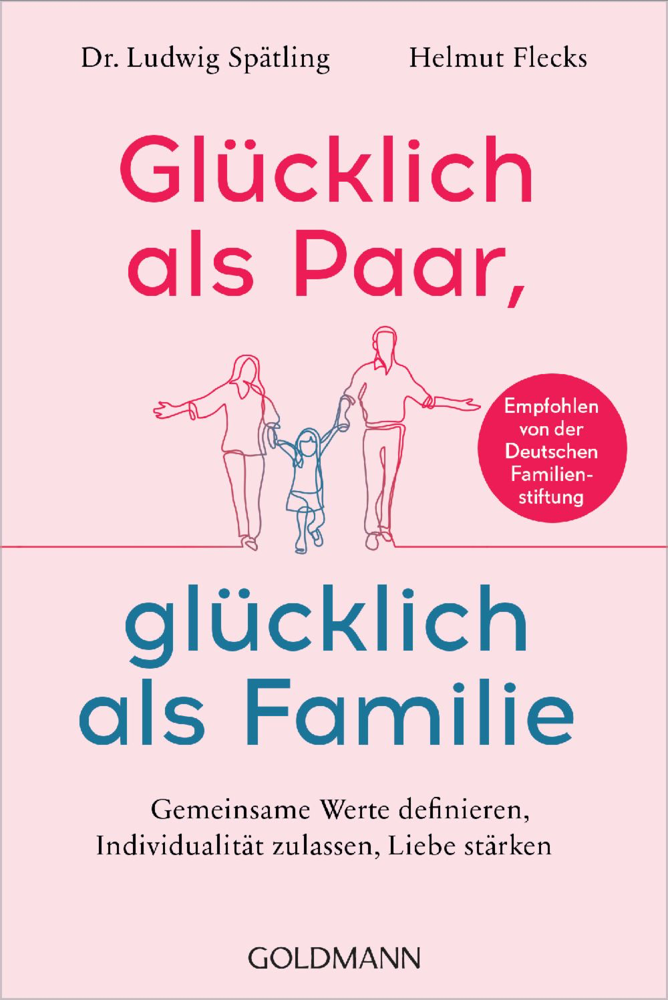 Dr. Ludwig Spätling Helmut Flecks
Glücklich
als Paar,
Empfohlen
von der
Deutschen
Familien-
stiftung
glücklich
als Familie
Gemeinsame Werte definieren,
Individualität zulassen, Liebe stärken
GOLDMANN